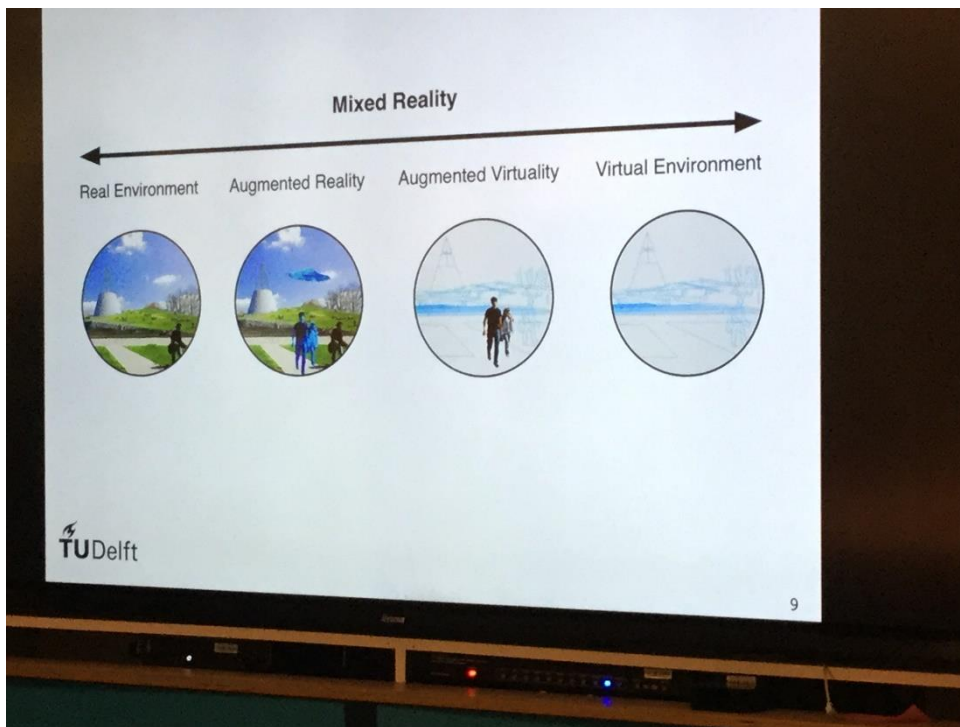 Mixed Reality
Real Environment
Augmented Reality
Augmented Virtuality
Virtual Environment
TUDelft
9